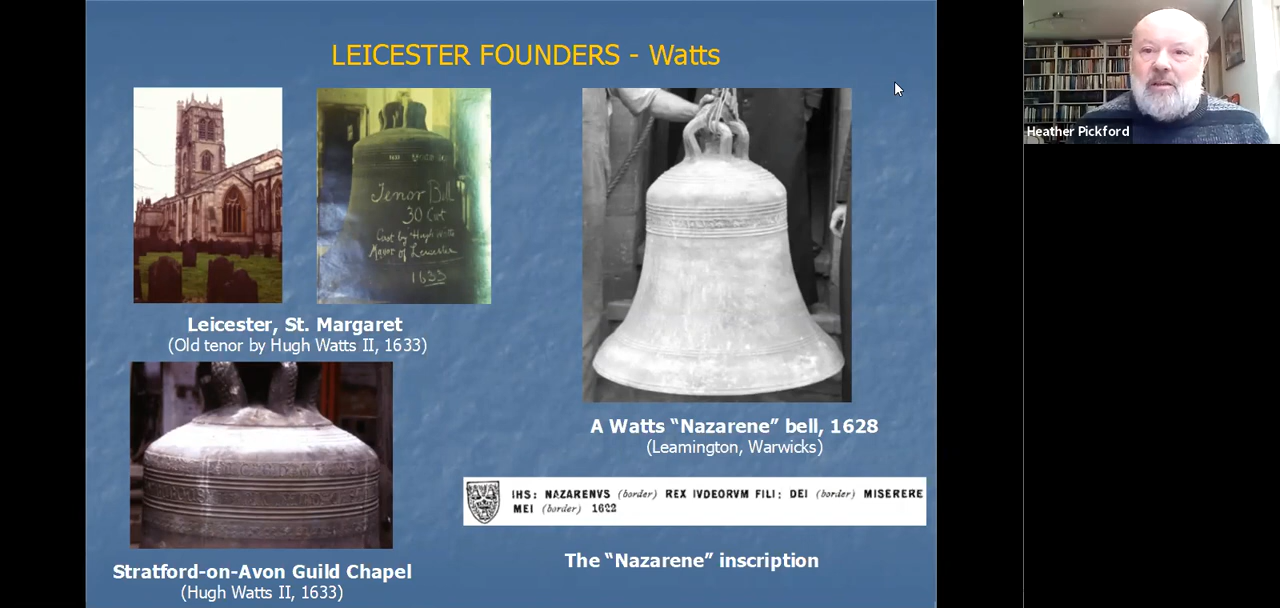 LEICESTER FOUNDERS - Watts
Heather Pickford
Tenor Bell
30 Cwt
Cast by Hugh Watts
Mayor of Leicester
1633
Leicester, St. Margaret
(Old tenor by Hugh Watts II, 1633)
A Watts “Nazarene” bell, 1628
(Leamington, Warwicks)
IHS: NAZARENVS (border) REX IVDEORVM FILI: DEI (border) MISERERE
MEI (border) 1622
The “Nazarene” inscription
Stratford-on-Avon Guild Chapel
(Hugh Watts II, 1633)